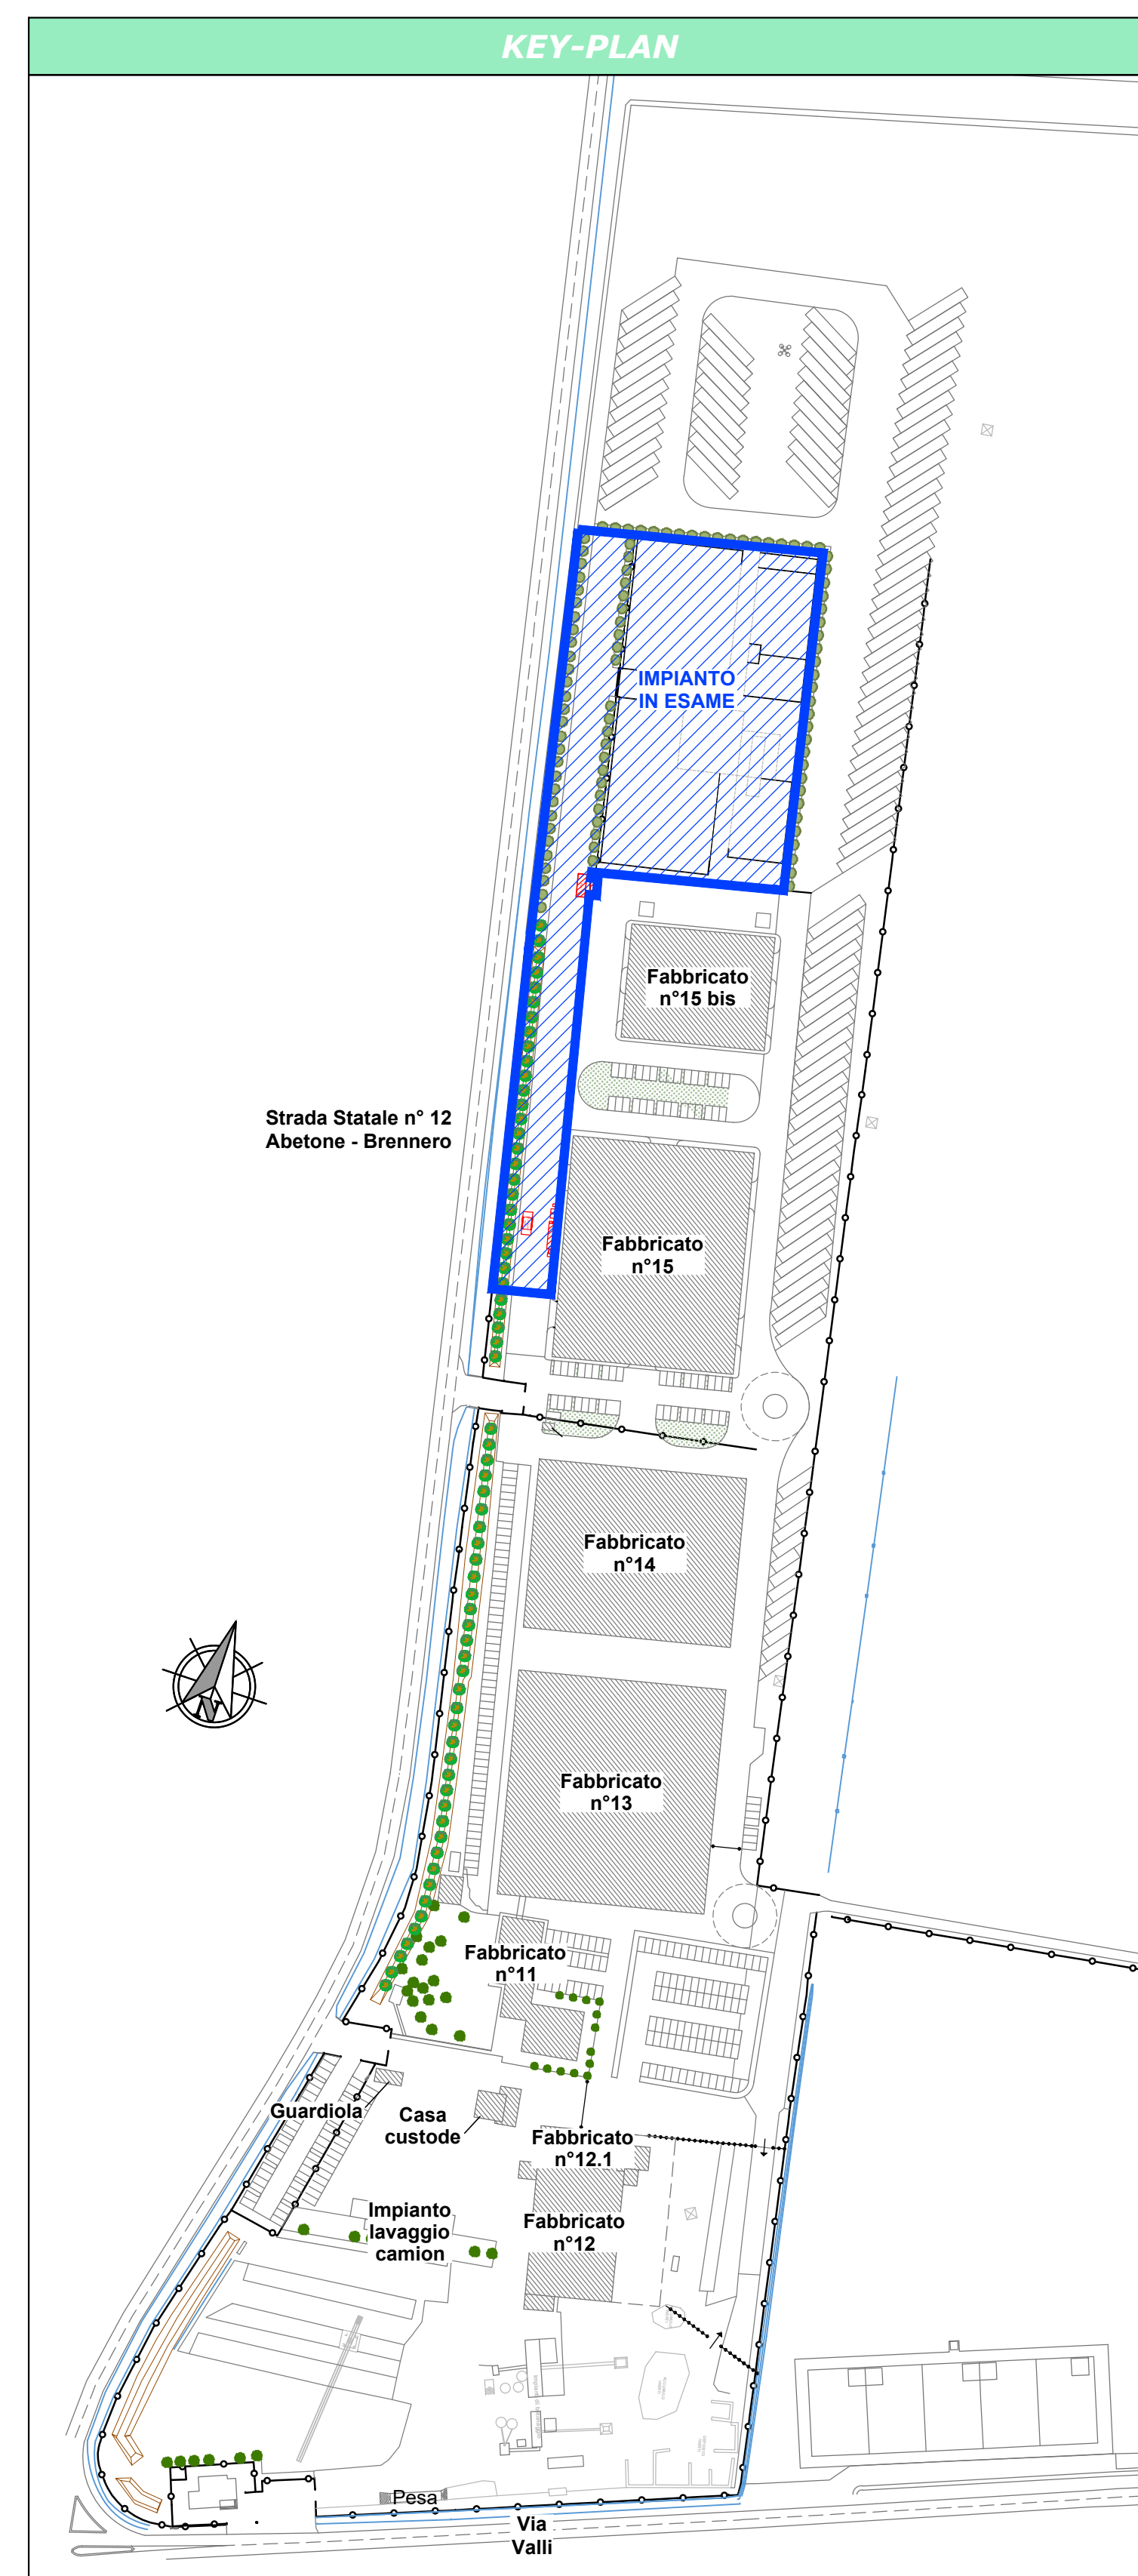 KEY-PLAN
IMPIANTO
IN ESAME
Fabbricato
n°15 bis
Strada Statale n° 12
Abetone - Brennero
Fabbricato
n°15
Fabbricato
n°14
Fabbricato
n°13
Fabbricato
n°11
Guardiola
Casa
custode
Fabbricato
n°12.1
Impianto
lavaggio
camion
Fabbricato
n°12
Pesa
Via
Valli